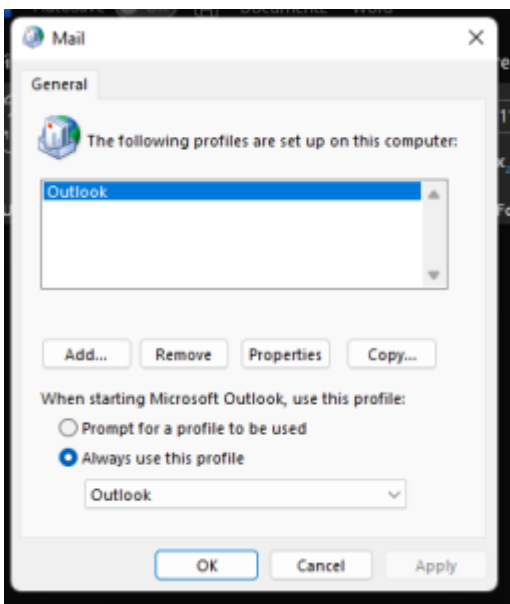 Mail
General
The following profiles are set up on this computer:
Outlook
Add... Remove Properties Copy...
When starting Microsoft Outlook, use this profile:
Prompt for a profile to be used
Always use this profile
Outlook
OK Cancel Apply